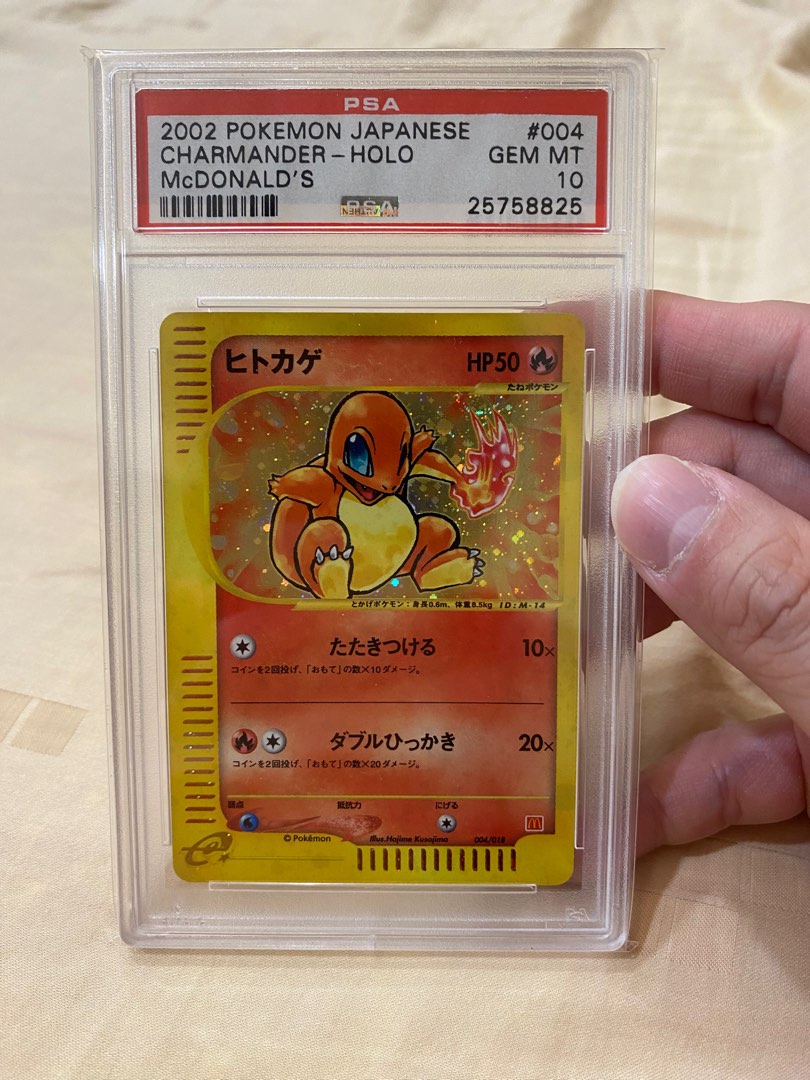 PSA
2002 POKEMON JAPANESE #004
CHARMANDER-HOLO GEM MT
McDONALD'S 10
25758825
ヒトカゲ HP50
たねポケモン
とかげポケモン：身長0.6m、体重8.5kg ID:M-14
たたきつける 10×
コインを2回投げ、「おもて」の数×10ダメージ。
ダブルひっかき 20×
コインを2回投げ、「おもて」の数×20ダメージ。
弱点 抵抗力 にげる
©Pokémon Illus.Hajime Kusajima 004/018